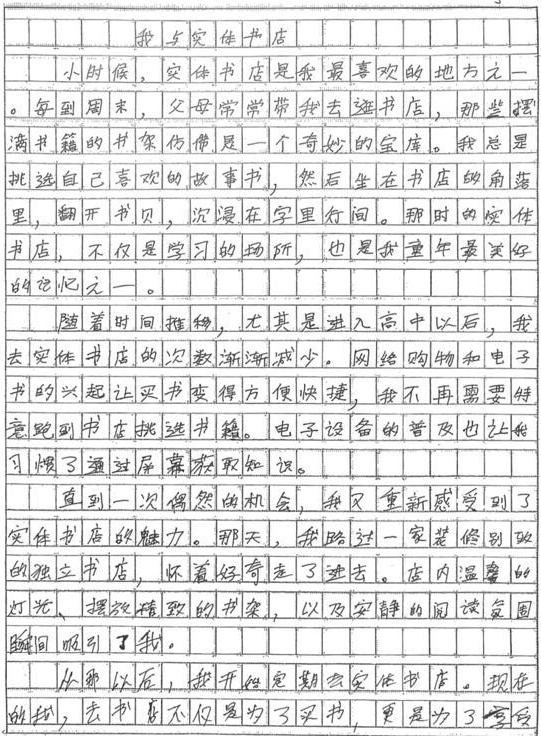 我与实体书店
小时候，实体书店是我最喜欢的地方之一
。每到周末，父母常常带我去逛书店，那些摆
满书籍的书架仿佛是一个奇妙的宝库。我总是
挑选自己喜欢的故事书，然后坐在书店的角落
里，翻开书页，沉浸在字里行间。那时的实体
书店，不仅是学习的场所，也是我童年最美好
的记忆之一。
随着时间推移，尤其是进入高中以后，我
去实体书店的次数渐渐减少。网络购物和电子
书的兴起让买书变得方便快捷，我不再需要特
意跑到书店挑选书籍。电子设备的普及也让我
习惯了通过屏幕获取知识。
直到一次偶然的机会，我又重新感受到了
实体书店的魅力。那天，我路过一家装修别致
的独立书店，怀着好奇走了进去。店内温馨的
灯光、摆放精致的书架，以及安静的阅读氛围
瞬间吸引了我。
从那以后，我开始定期去实体书店。现在
的我，去书店不仅是为了买书，更是为了享受